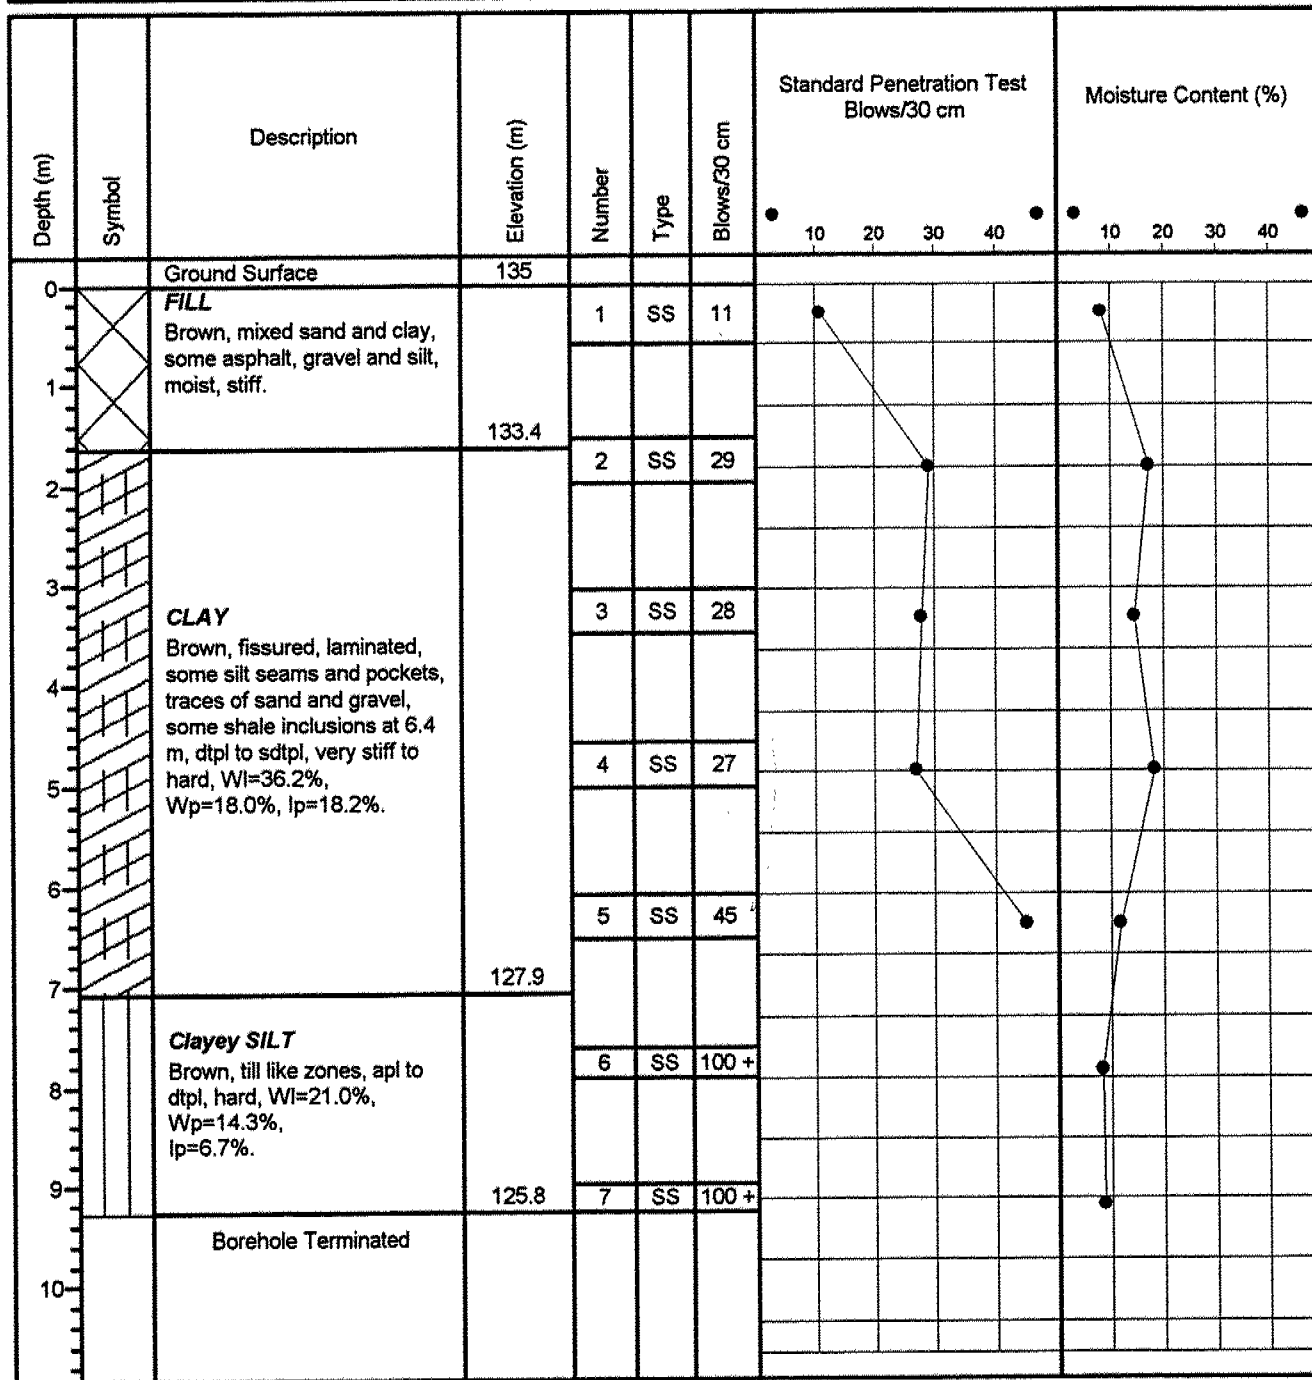 Depth (m)
Symbol
Description
Elevation (m)
Number
Type
Blows/30 cm
Standard Penetration Test
Blows/30 cm
10 20 30 40
Moisture Content (%)
10 20 30 40
Ground Surface 135
0
FILL
Brown, mixed sand and clay,
some asphalt, gravel and silt,
moist, stiff.
1 SS 11
1
133.4
2 SS 29
2
3
3 SS 28
CLAY
Brown, fissured, laminated,
some silt seams and pockets,
traces of sand and gravel,
some shale inclusions at 6.4
m, dtpl to sdtpl, very stiff to
hard, Wl=36.2%,
Wp=18.0%, Ip=18.2%.
4
4 SS 27
5
6
5 SS 45
127.9
7
Clayey SILT
Brown, till like zones, apl to
dtpl, hard, Wl=21.0%,
Wp=14.3%,
Ip=6.7%.
6 SS 100 +
8
9
125.8 7 SS 100 +
Borehole Terminated
10